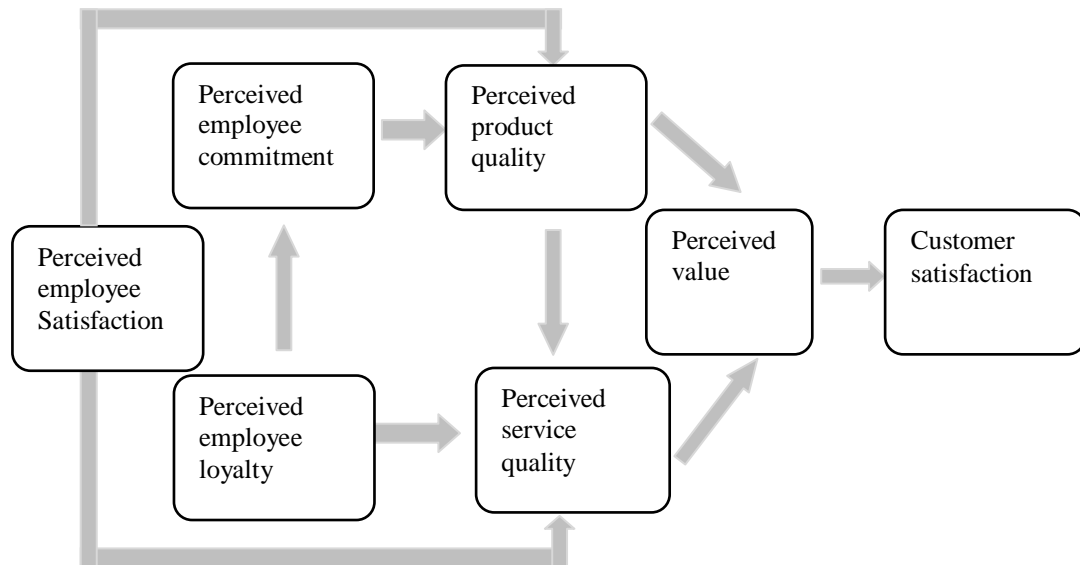 Perceived
employee
commitment
Perceived
product
quality
Perceived
employee
Satisfaction
Perceived
value
Customer
satisfaction
Perceived
employee
loyalty
Perceived
service
quality